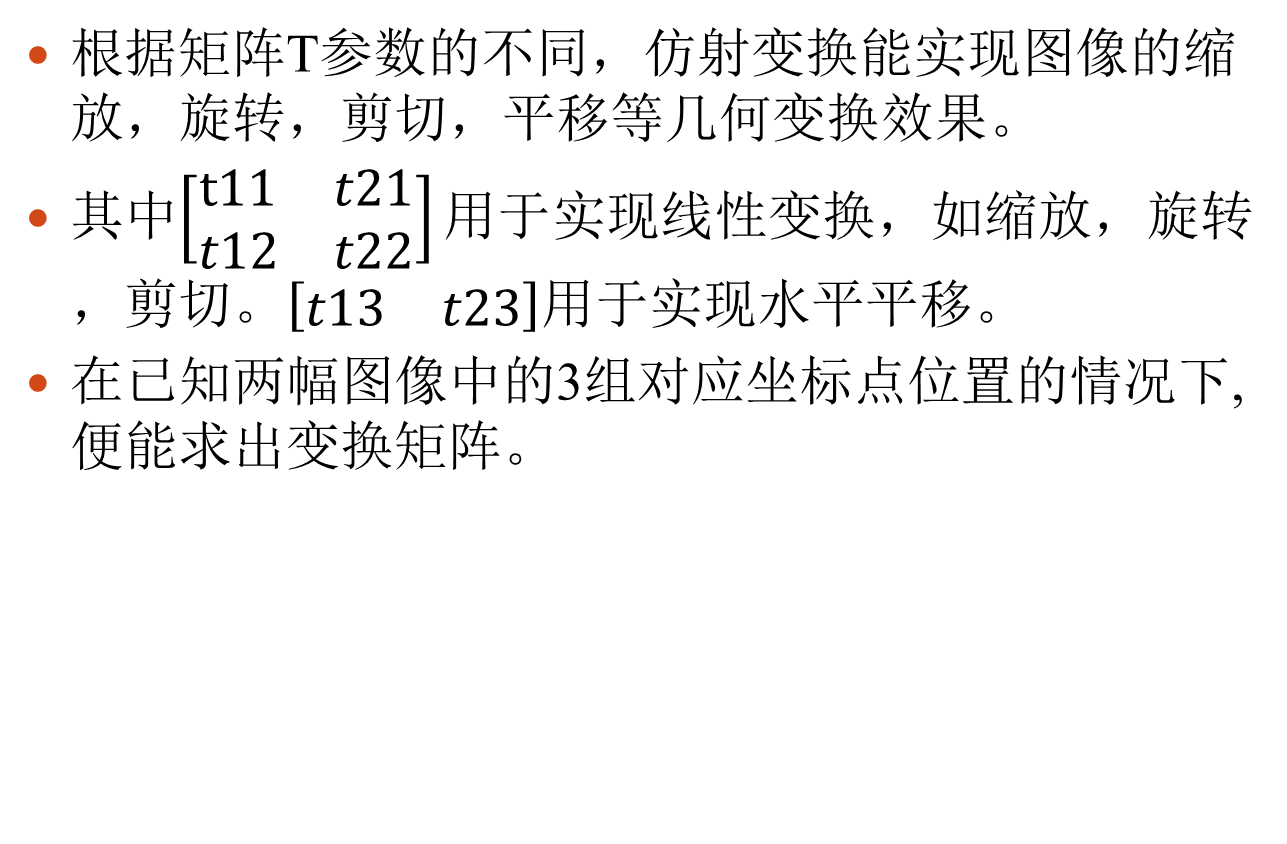 • 根据矩阵T参数的不同，仿射变换能实现图像的缩
放，旋转，剪切，平移等几何变换效果。
• 其中[t11 t21
t12 t22] 用于实现线性变换，如缩放，旋转
，剪切。[t13 t23]用于实现水平平移。
• 在已知两幅图像中的3组对应坐标点位置的情况下,
便能求出变换矩阵。